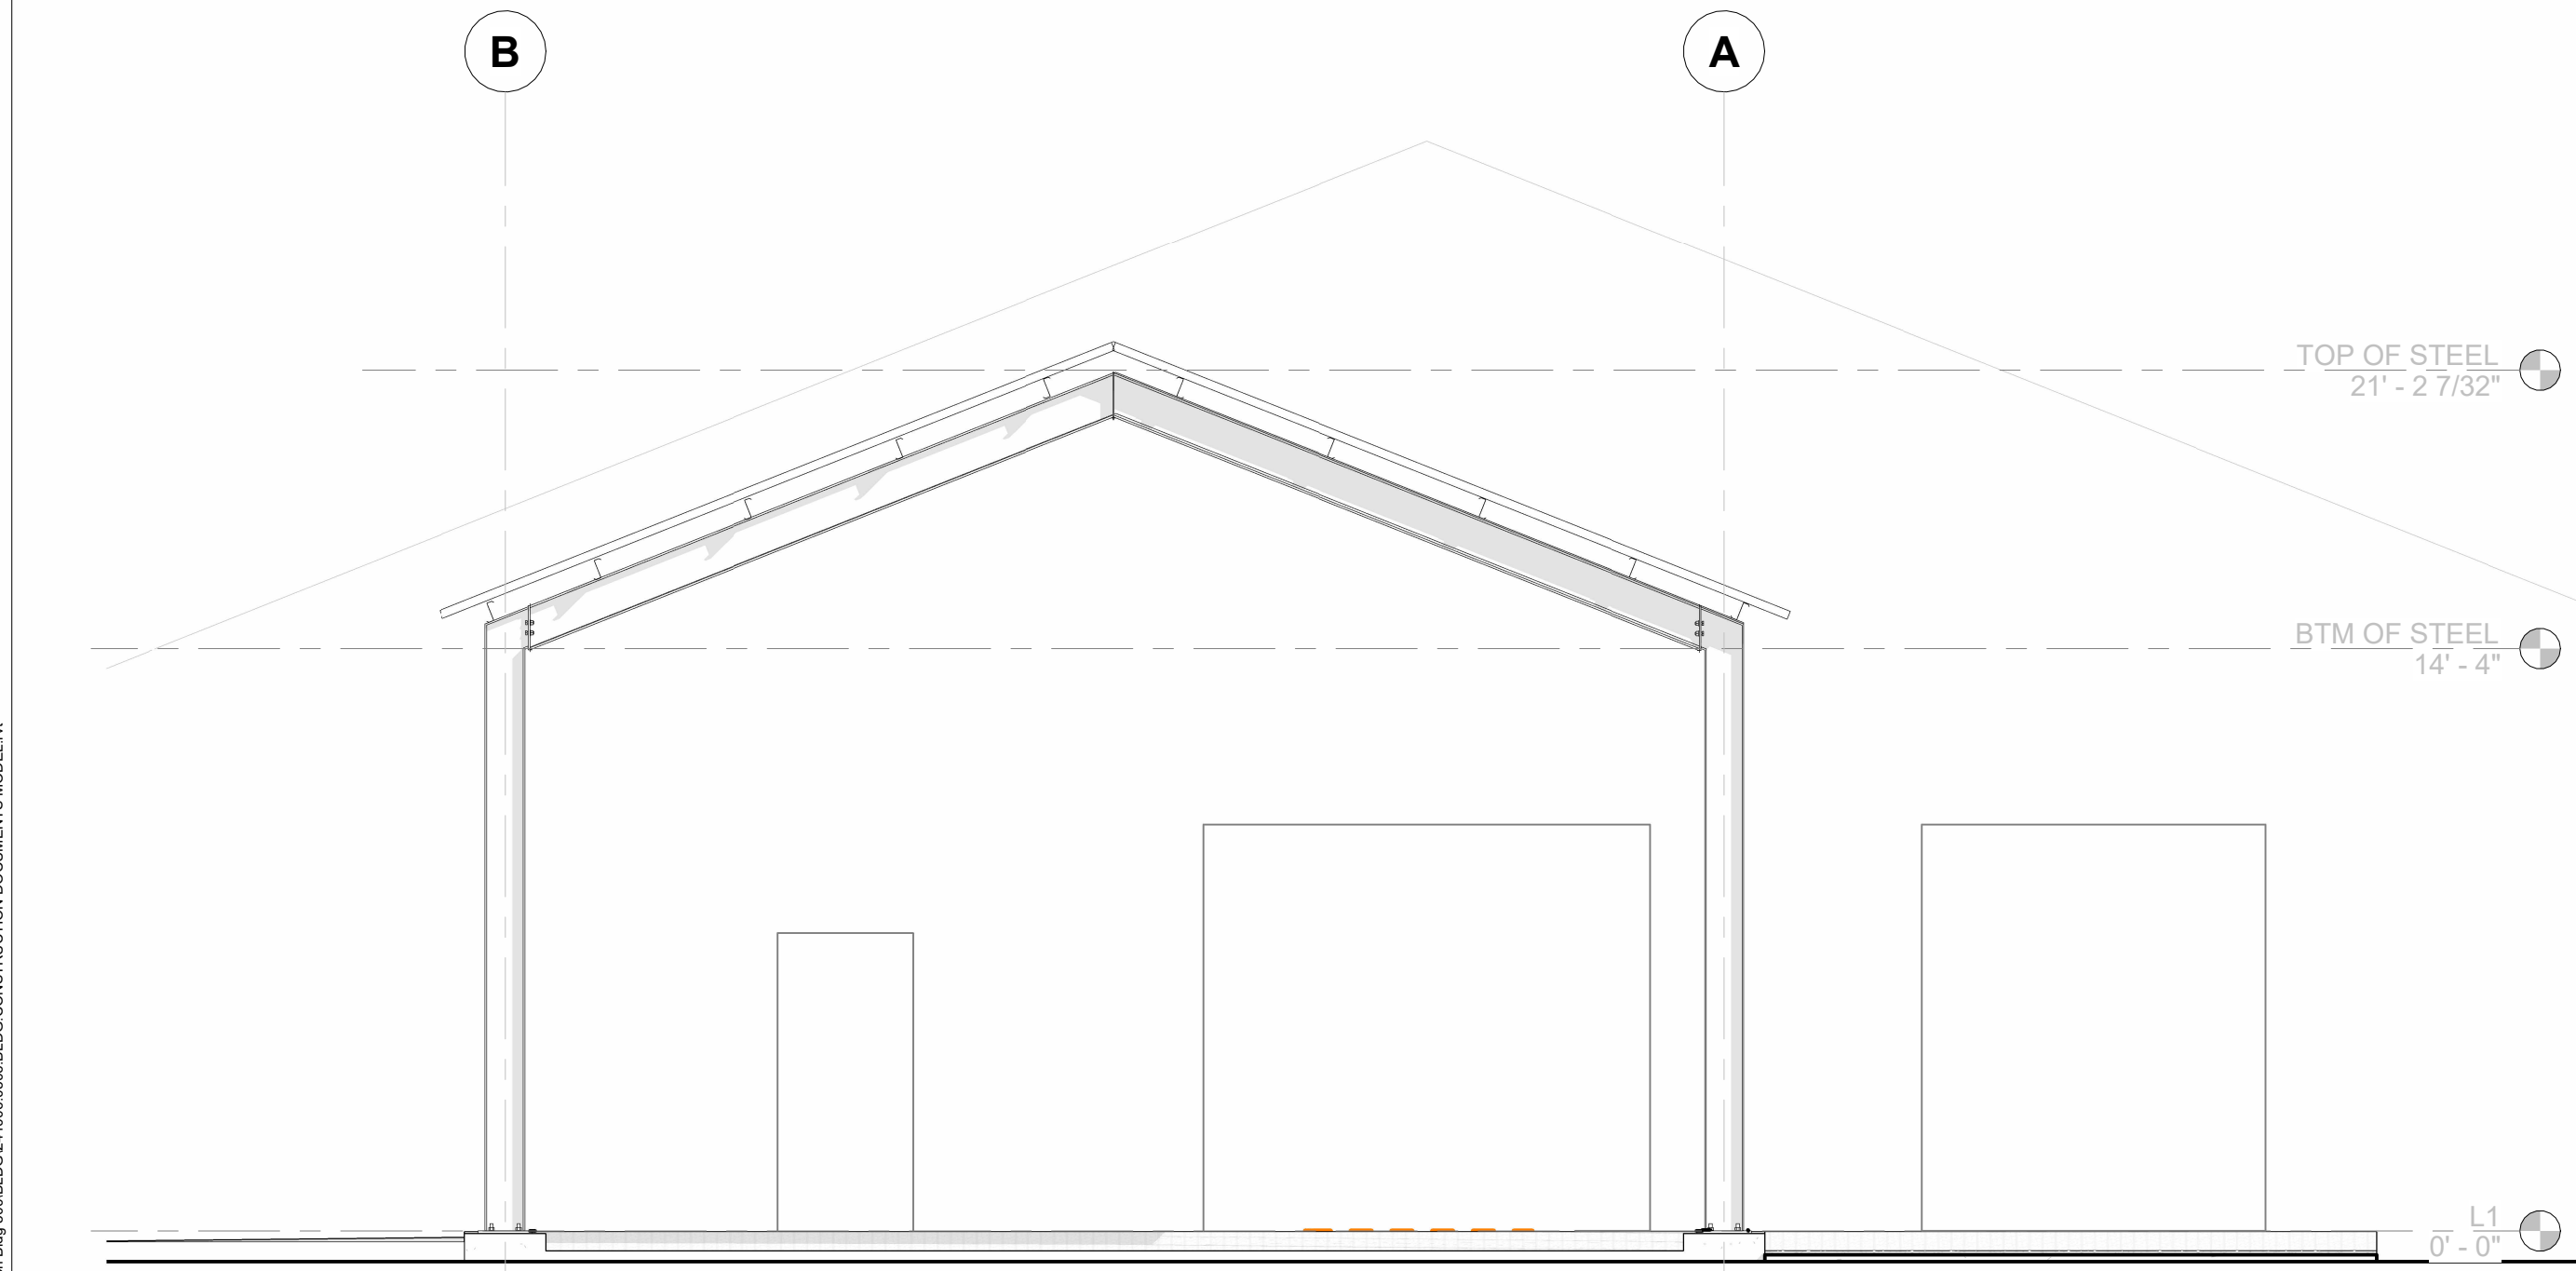 B
A
TOP OF STEEL
21' - 2 7/32"
BTM OF STEEL
14' - 4"
L1
0' - 0"